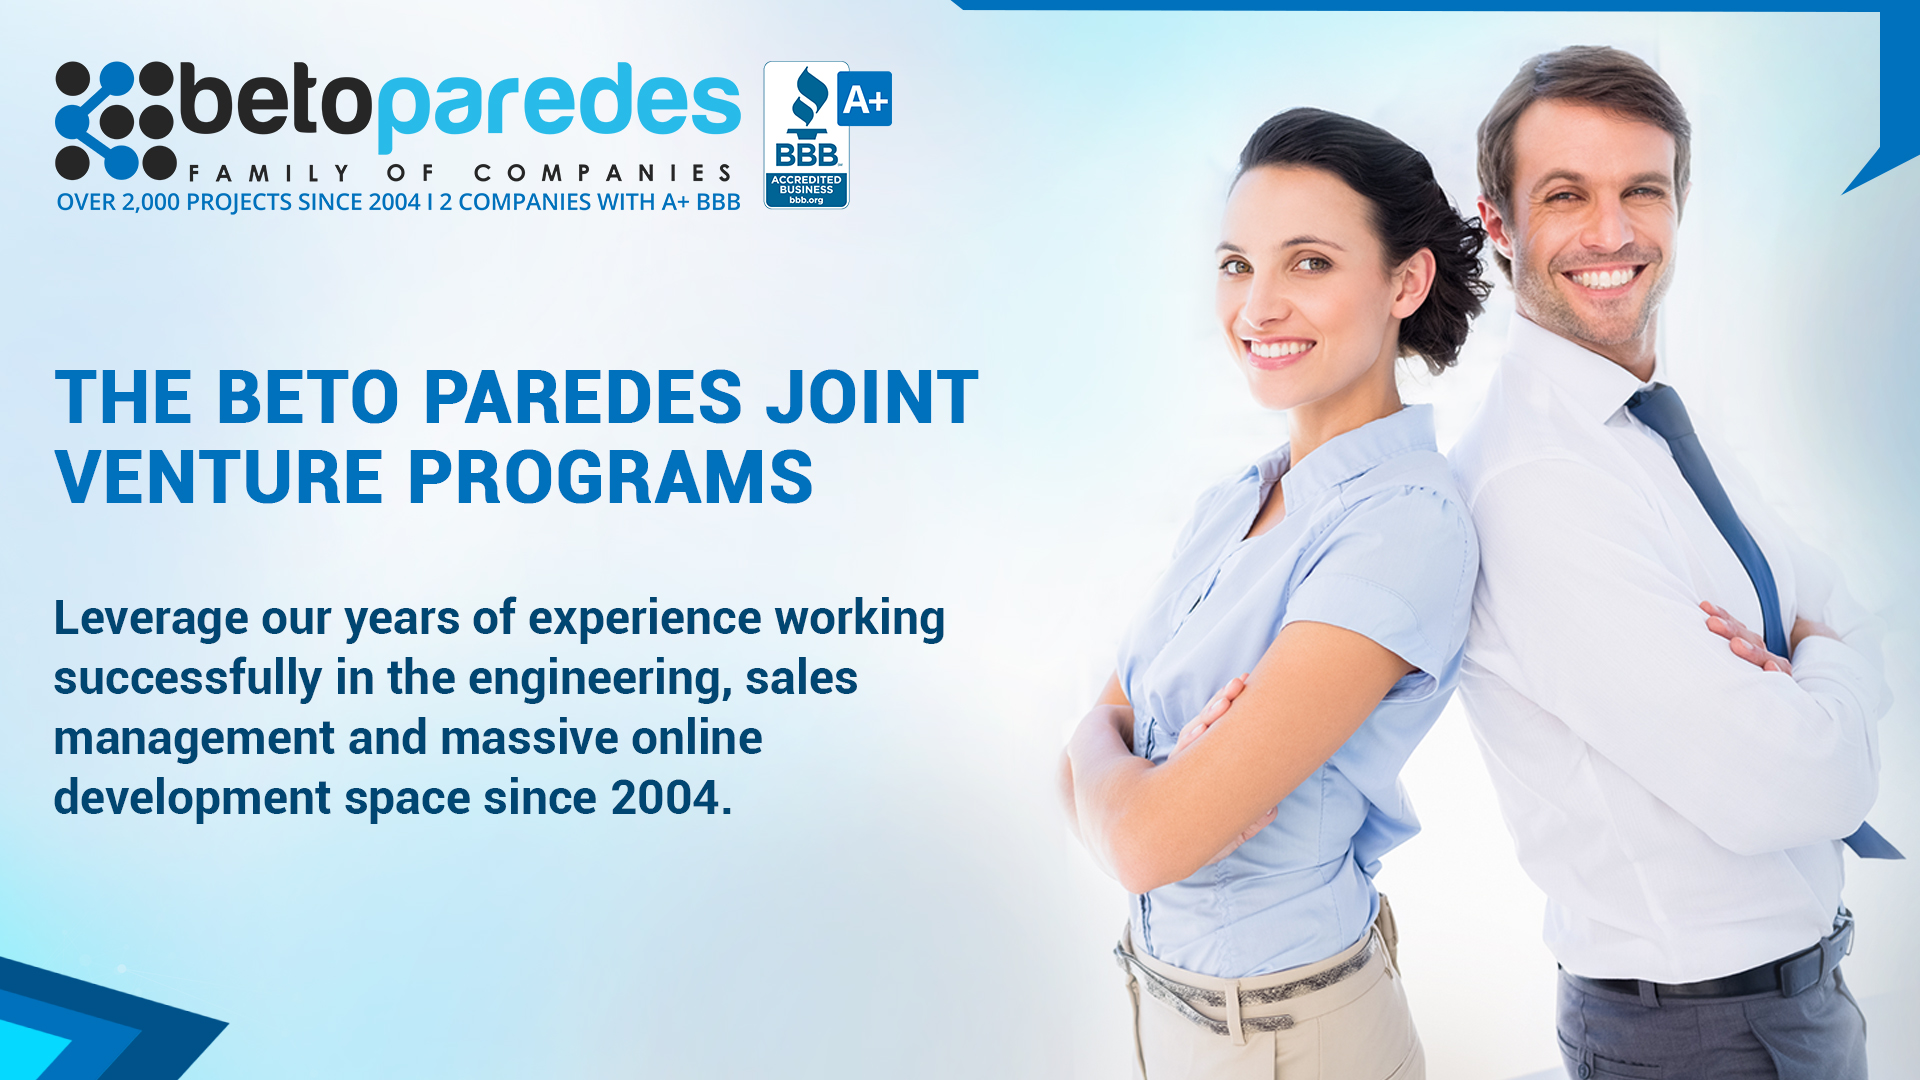 betoparedes
FAMILY OF COMPANIES
OVER 2,000 PROJECTS SINCE 2004 I 2 COMPANIES WITH A+ BBB
A+
BBB
ACCREDITED
BUSINESS
bbb.org
THE BETO PAREDES JOINT
VENTURE PROGRAMS
Leverage our years of experience working
successfully in the engineering, sales
management and massive online
development space since 2004.